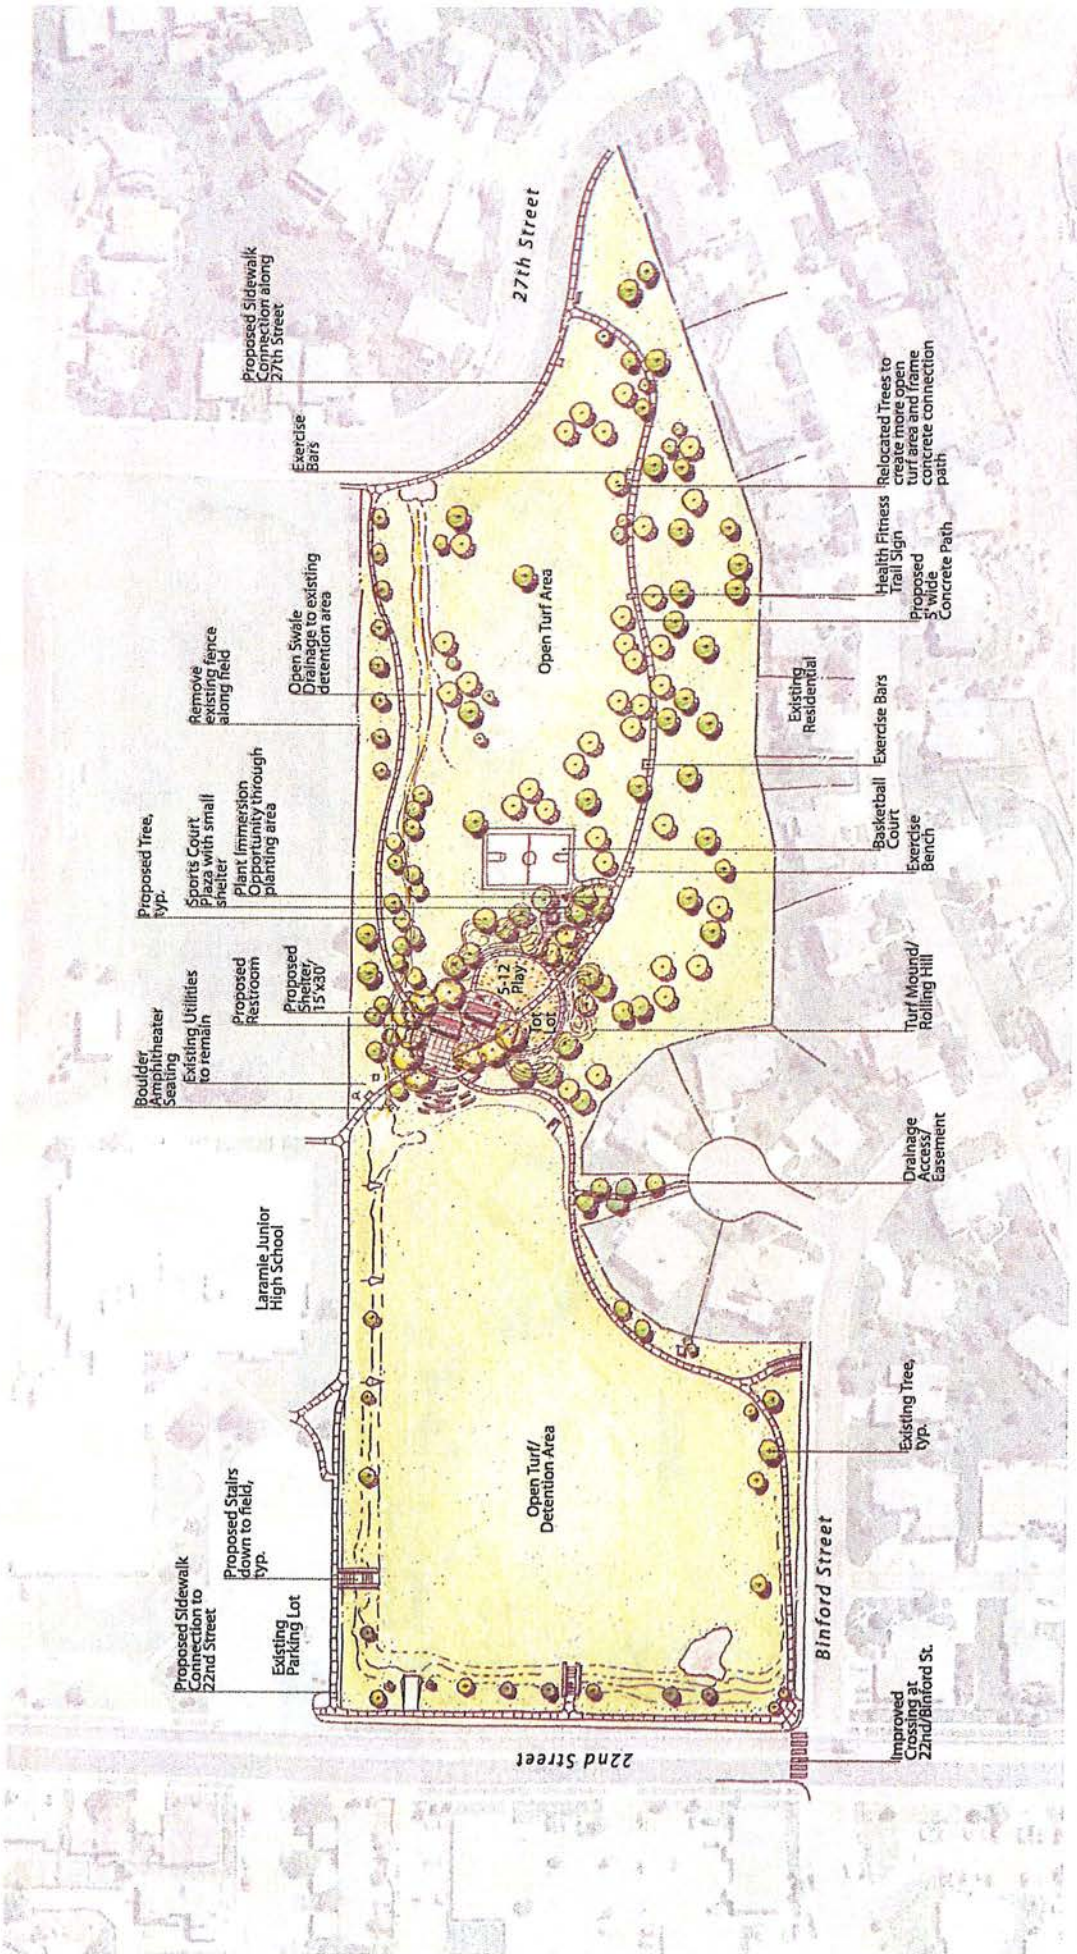 Proposed Sidewalk
Connection to
22nd Street
Existing
Parking Lot
Proposed Stairs
down to field,
typ.
Laramie Junior
High School
Boulder
Amphitheater
Seating
Existing Utilities
to remain
Proposed
Restroom
Proposed
Shelter,
15'x30'
Proposed Tree,
typ.
Sports Court
Plaza with small
shelter
Plant Immersion
Opportunity through
planting area
Remove
existing fence
along field
Open Swale
Drainage to existing
detention area
Exercise
Bars
Proposed Sidewalk
Connection along
27th Street
27th Street
22nd Street
Open Turf/
Detention Area
Tot
Lot
5-12
Play
Open Turf Area
Binford Street
Improved
Crossing at
22nd/Binford St.
Existing Tree,
typ.
Drainage
Access/
Easement
Turf Mound/
Rolling Hill
Exercise
Bench
Basketball
Court
Exercise Bars
Existing
Residential
Proposed
5' wide
Concrete Path
Health Fitness
Trail Sign
Relocated Trees to
create more open
turf area and frame
concrete connection
path